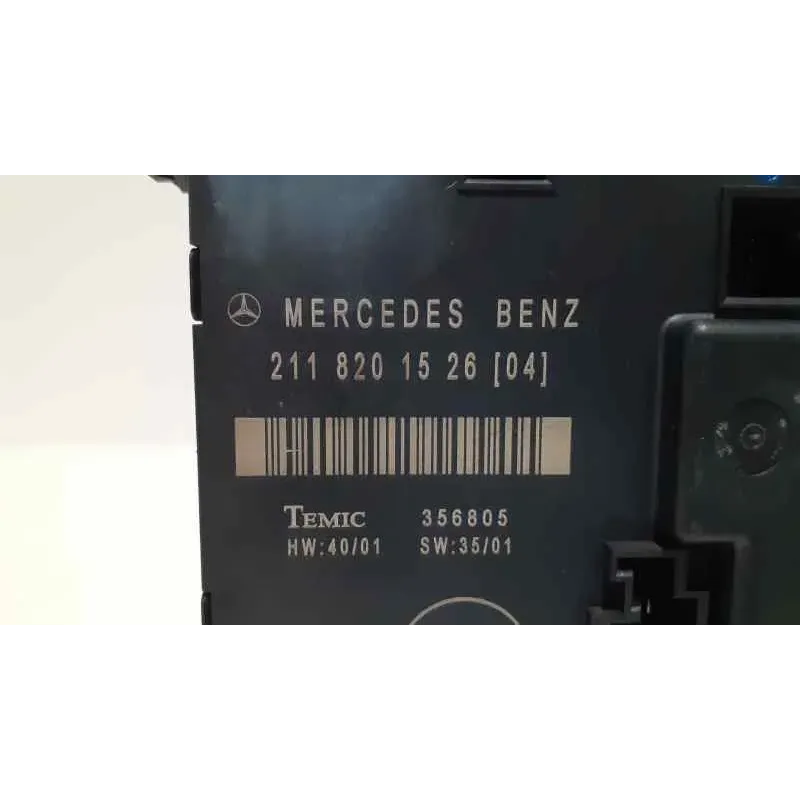 MERCEDES BENZ
211 820 15 26 [04]
TEMIC 356805
HW:40/01 SW:35/01